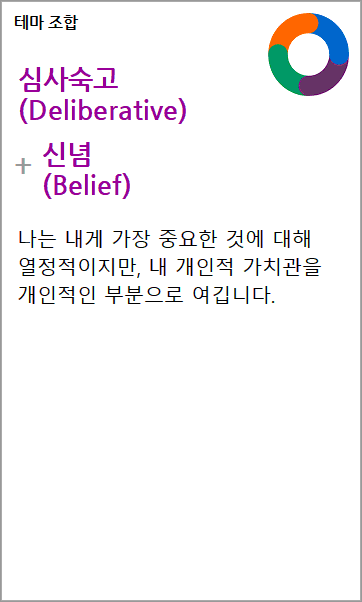 테마 조합
심사숙고
(Deliberative)
+ 신념
(Belief)
나는 내게 가장 중요한 것에 대해
열정적이지만, 내 개인적 가치관을
개인적인 부분으로 여깁니다.